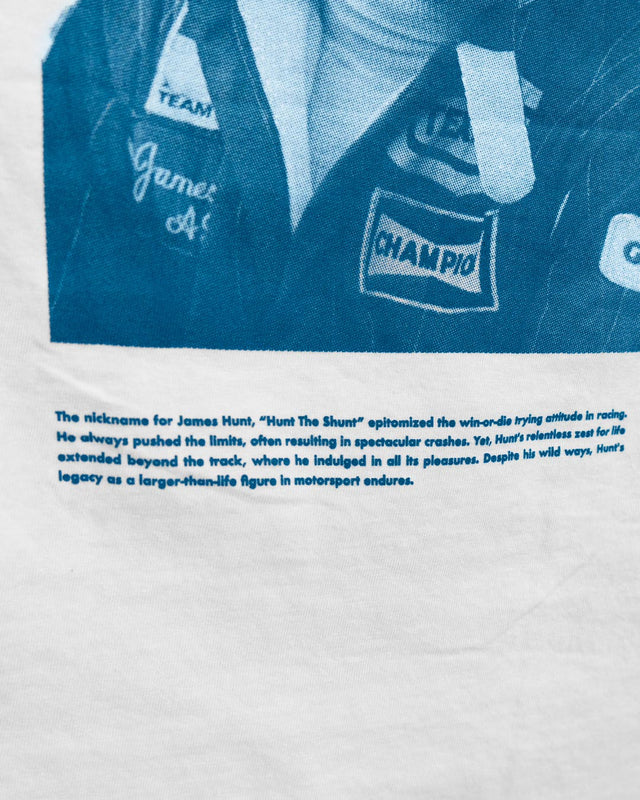 TEAM
James
CHAMPIO
The nickname for James Hunt, “Hunt The Shunt” epitomized the win-or-die trying attitude in racing.
He always pushed the limits, often resulting in spectacular crashes. Yet, Hunt's relentless zest for life
extended beyond the track, where he indulged in all its pleasures. Despite his wild ways, Hunt's
legacy as a larger-than-life figure in motorsport endures.